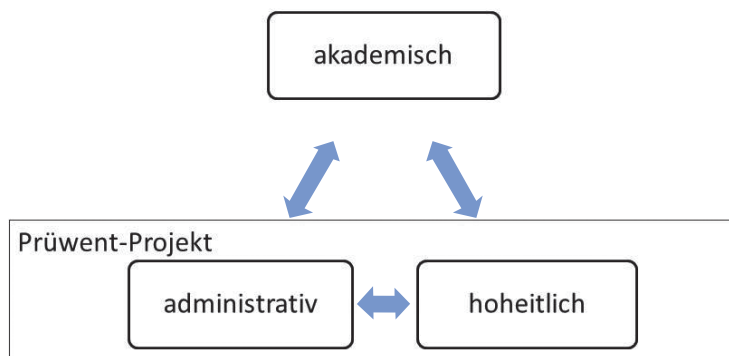 akademisch
Prüwent-Projekt
administrativ
hoheitlich